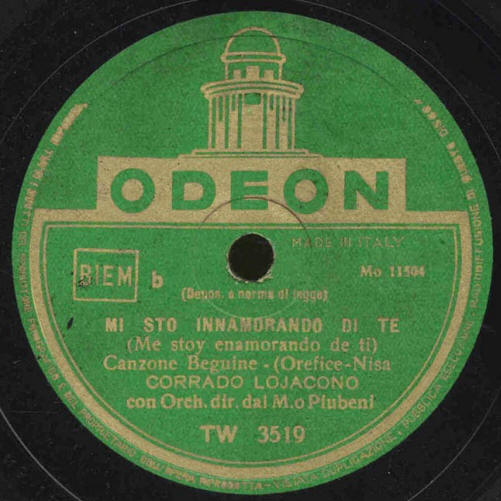 ODEON
MADE IN ITALY
BIEM b
Mo 11504
(Depos. a norma di legge)
MI STO INNAMORANDO DI TE
(Me stoy enamorando de ti)
Canzone Beguine - (Orefice-Nisa
CORRADO LOJACONO
con Orch. dir. dal M.o Piubeni
TW 3519